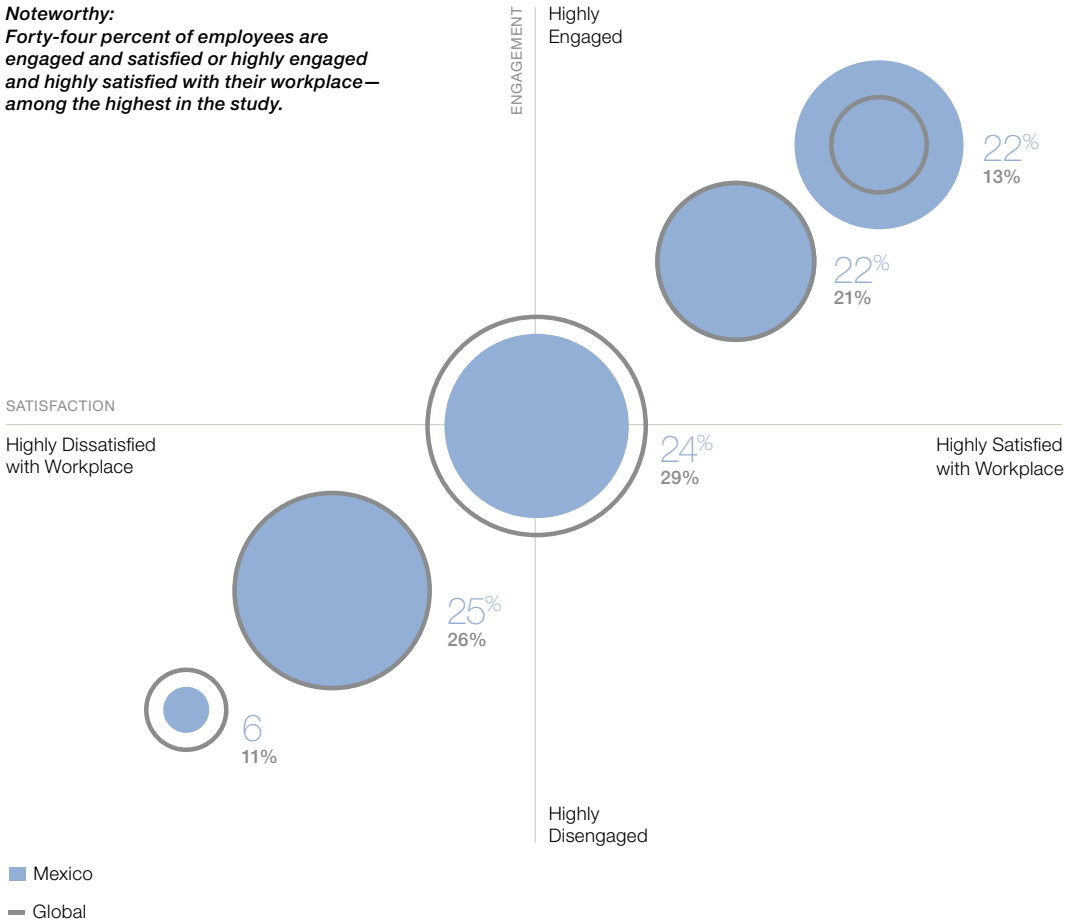 Noteworthy:
Forty-four percent of employees are
engaged and satisfied or highly engaged
and highly satisfied with their workplace—
among the highest in the study.
ENGAGEMENT
Highly
Engaged
22%
13%
22%
21%
SATISFACTION
Highly Dissatisfied
with Workplace
24%
29%
Highly Satisfied
with Workplace
25%
26%
6
11%
Highly
Disengaged
Mexico
Global